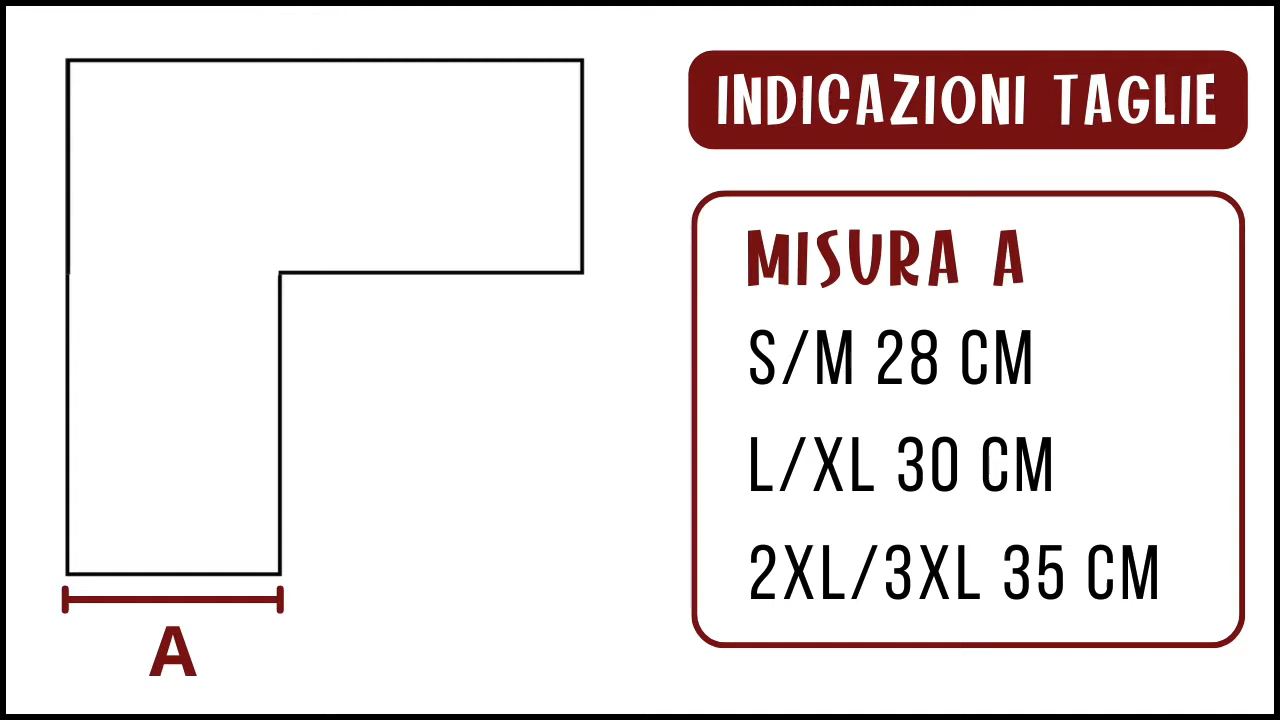 INDICAZIONI TAGLIE
MISURA A
S/M 28 CM
L/XL 30 CM
2XL/3XL 35 CM
A